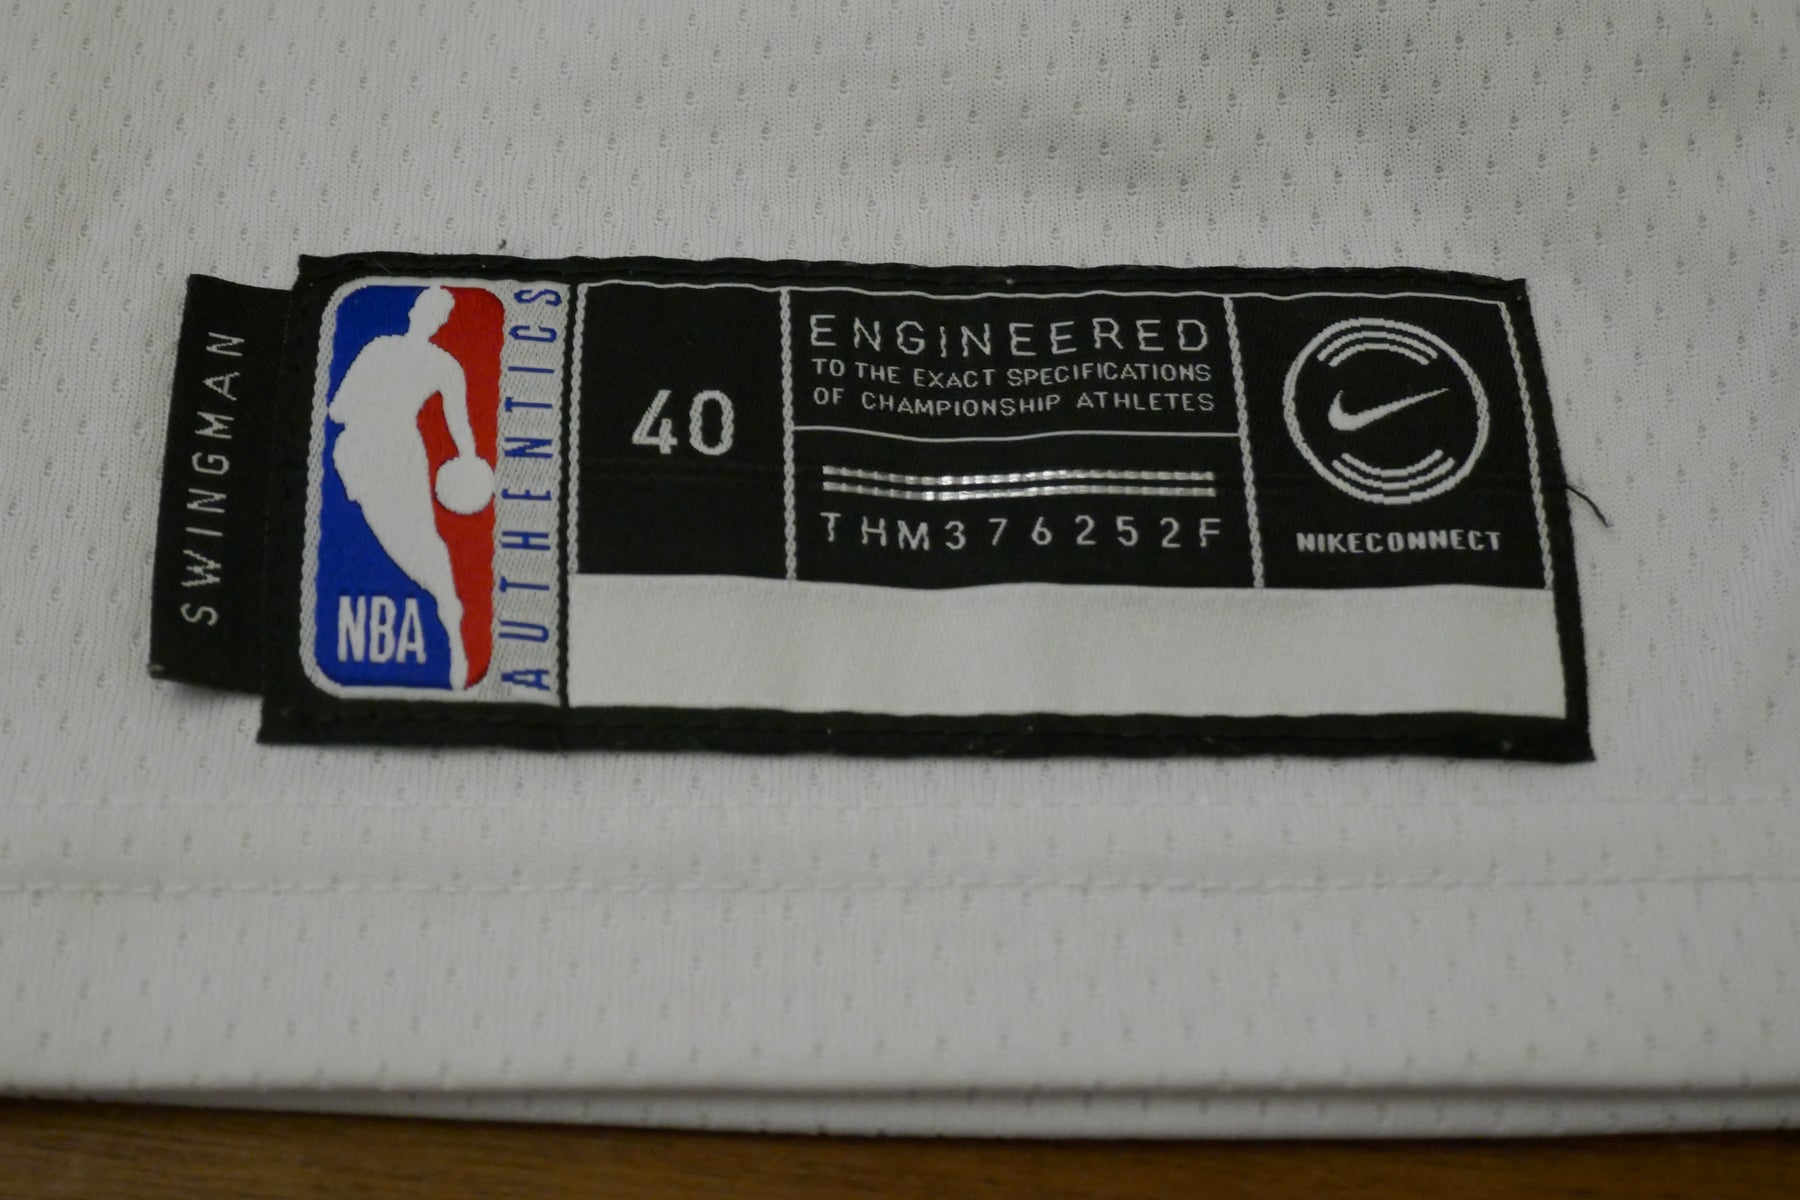 SWINGMAN
NBA
AUTHENTICS
40
ENGINEERED
TO THE EXACT SPECIFICATIONS
OF CHAMPIONSHIP ATHLETES
THM376252F
NIKECONNECT